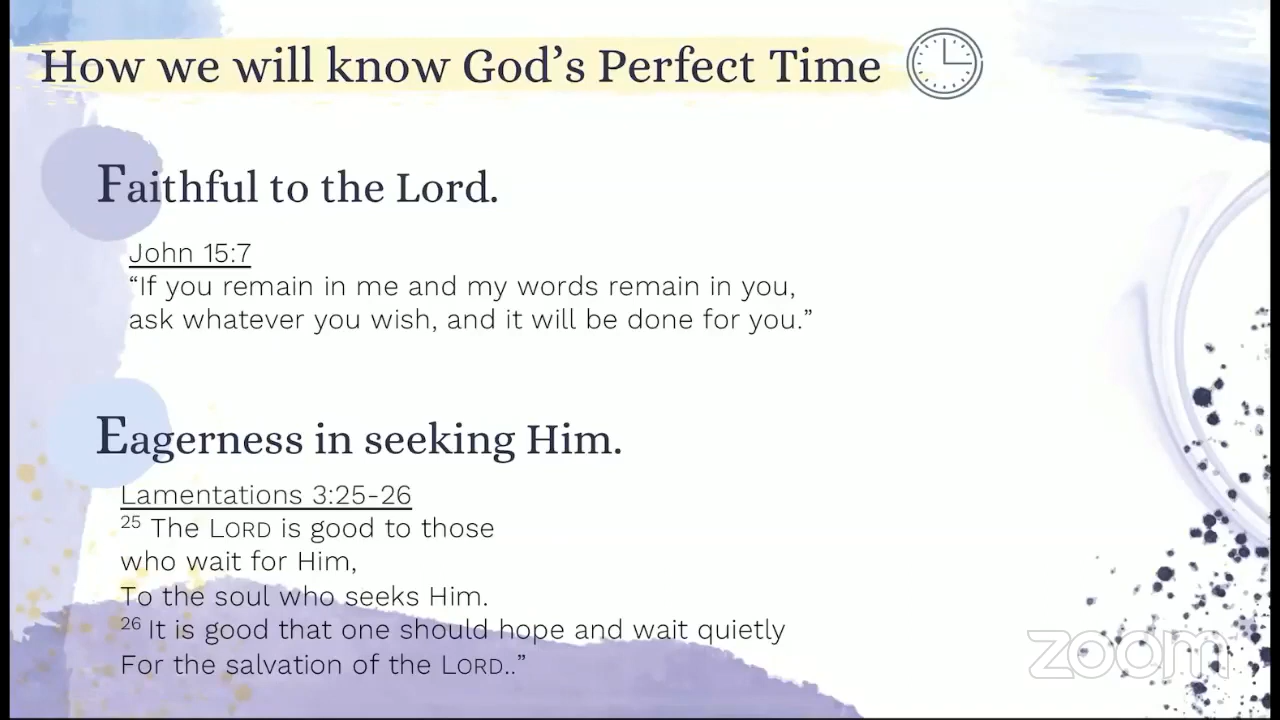 How we will know God’s Perfect Time
Faithful to the Lord.
John 15:7
“If you remain in me and my words remain in you,
ask whatever you wish, and it will be done for you.”
Eagerness in seeking Him.
Lamentations 3:25-26
25 The LORD is good to those
who wait for Him,
To the soul who seeks Him.
26 It is good that one should hope and wait quietly
For the salvation of the LORD..”
zoom